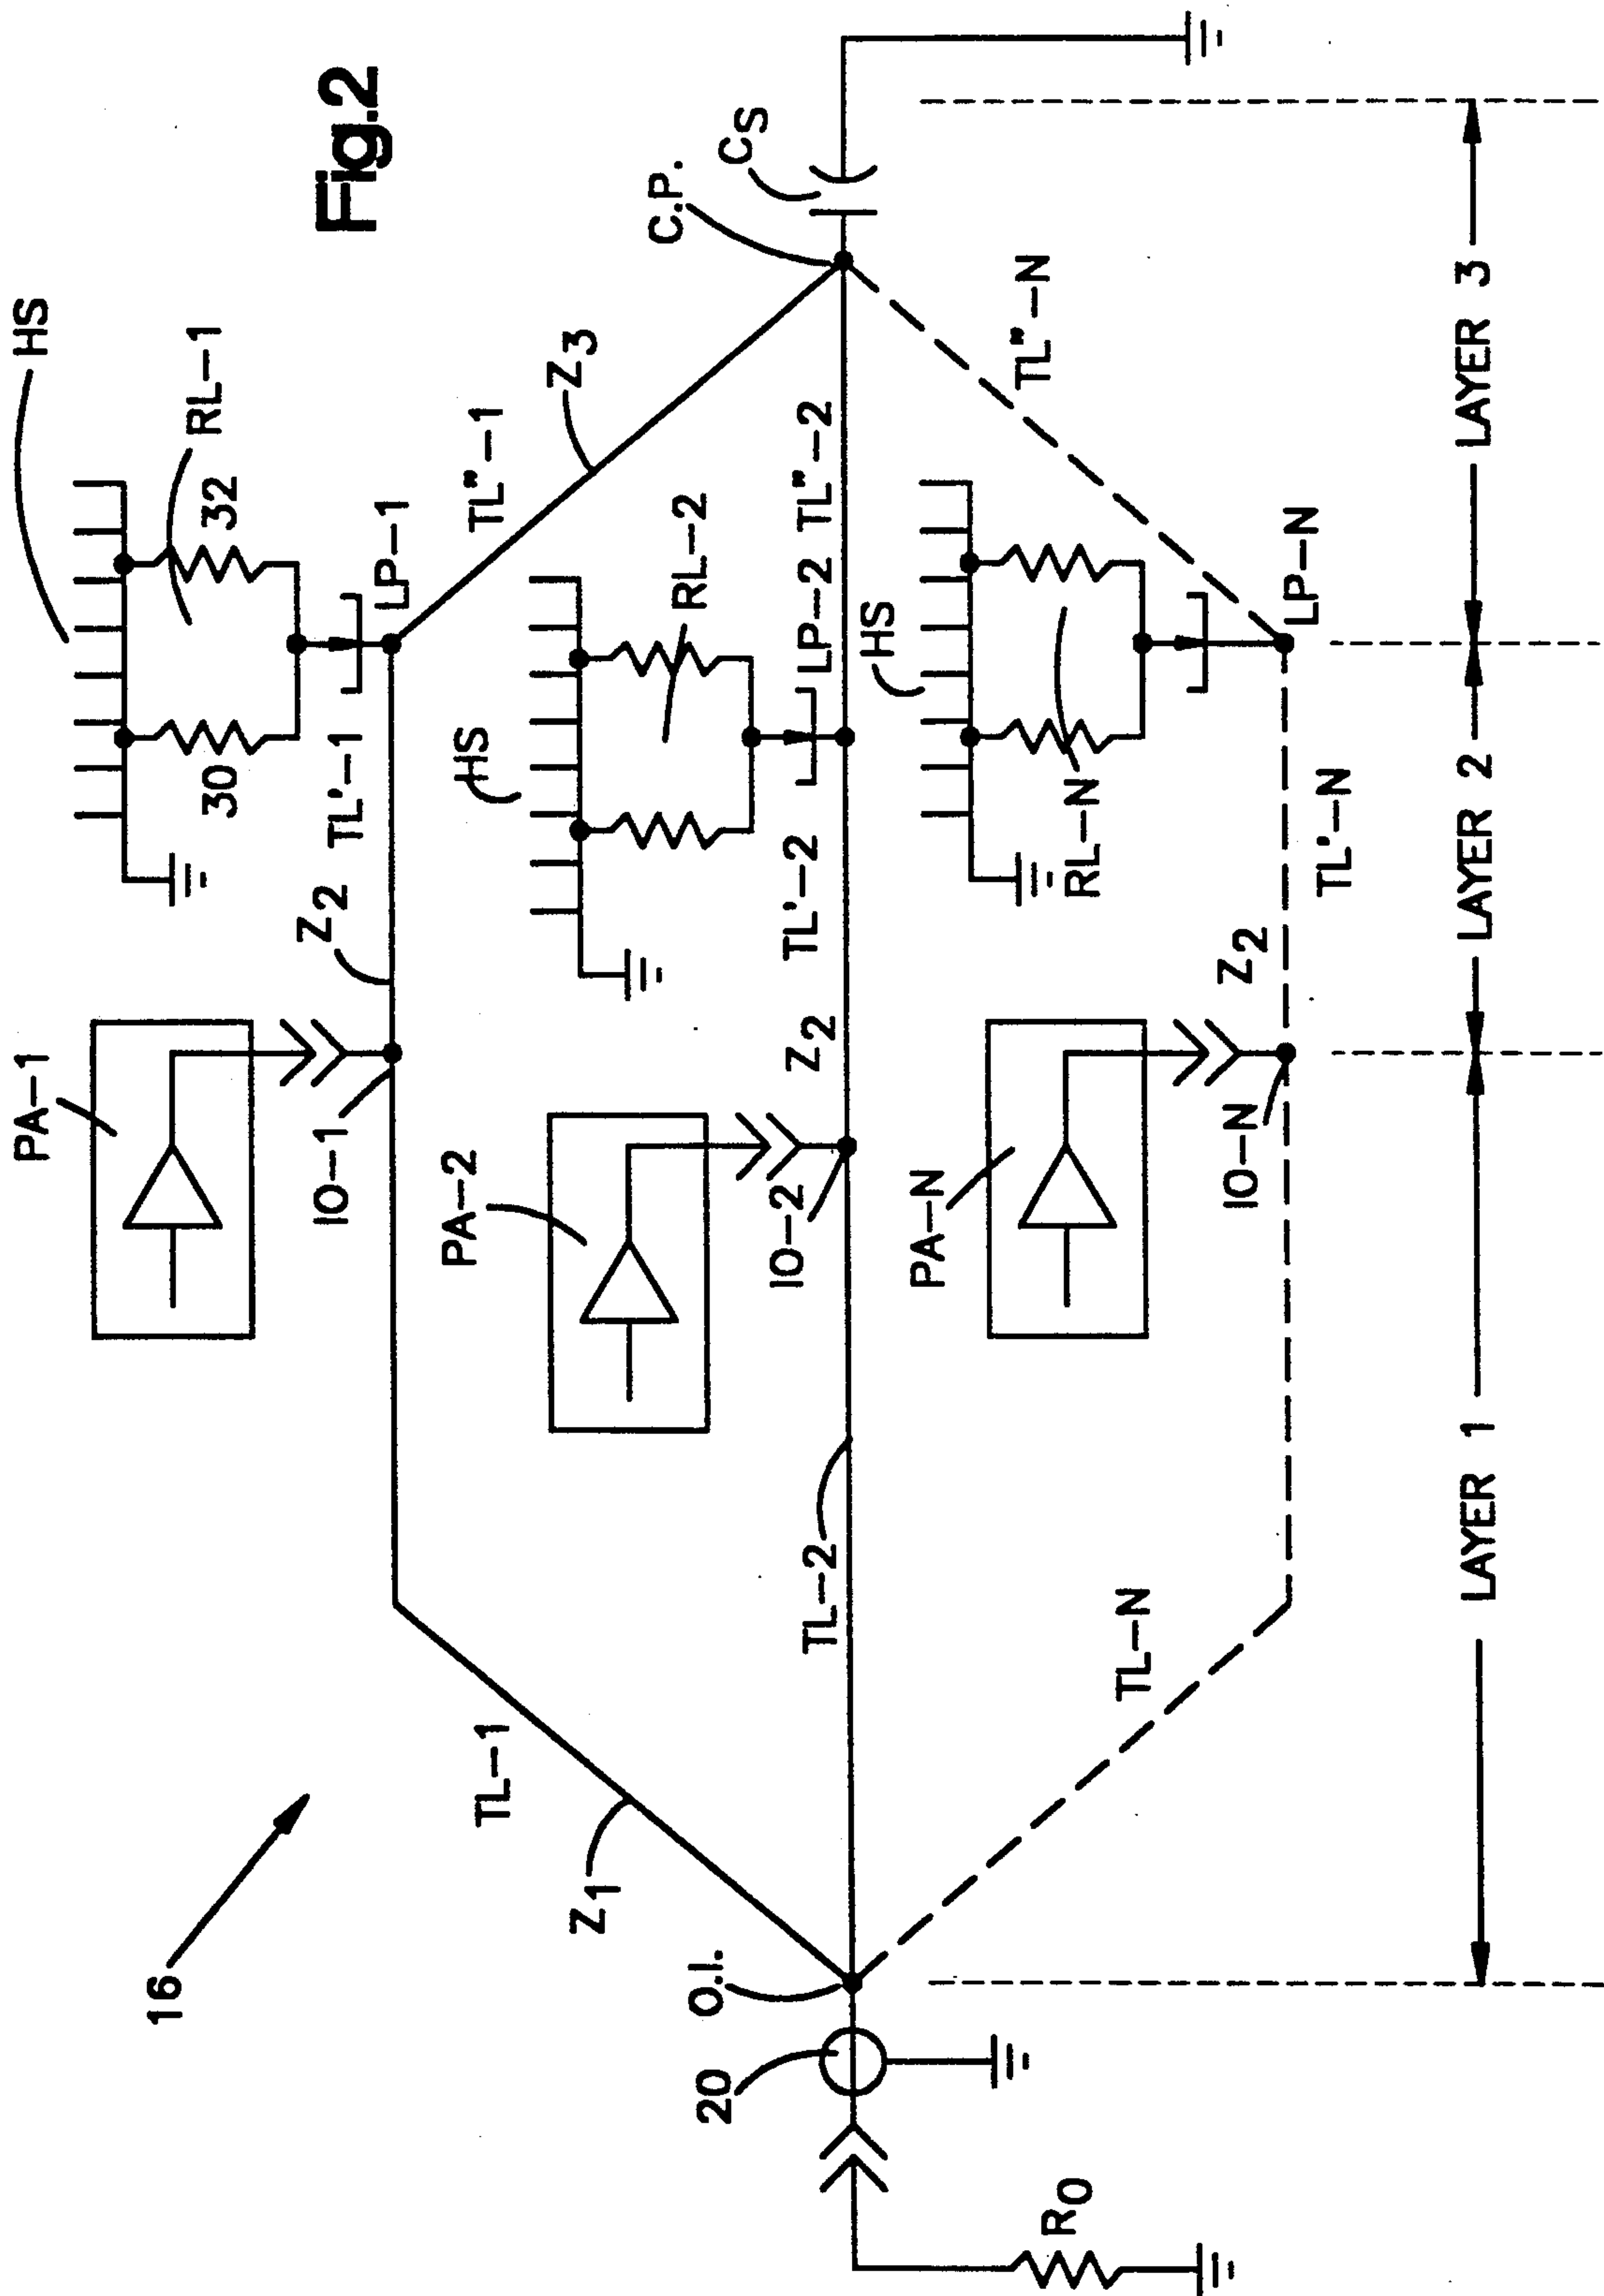 Fig.2
HS
RL-1
32
30
LP-1
TL'-1
TL"-1
Z3
C.P.
CS
Z2
PA-1
IO-1
HS
RL-2
LP-2
TL"-2
TL'-2
Z2
PA-2
IO-2
HS
RL-N
LP-N
TL"-N
TL'-N
Z2
PA-N
IO-N
16
TL-1
Z1
TL-2
TL-N
O.I.
20
RO
LAYER 1
LAYER 2
LAYER 3